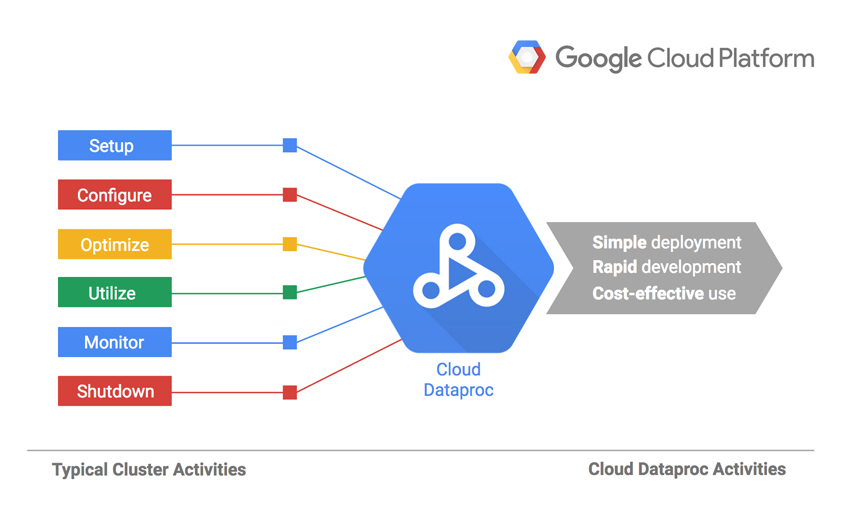 Google Cloud Platform
Setup
Configure
Optimize
Utilize
Monitor
Shutdown
Cloud
Dataproc
Simple deployment
Rapid development
Cost-effective use
Typical Cluster Activities
Cloud Dataproc Activities